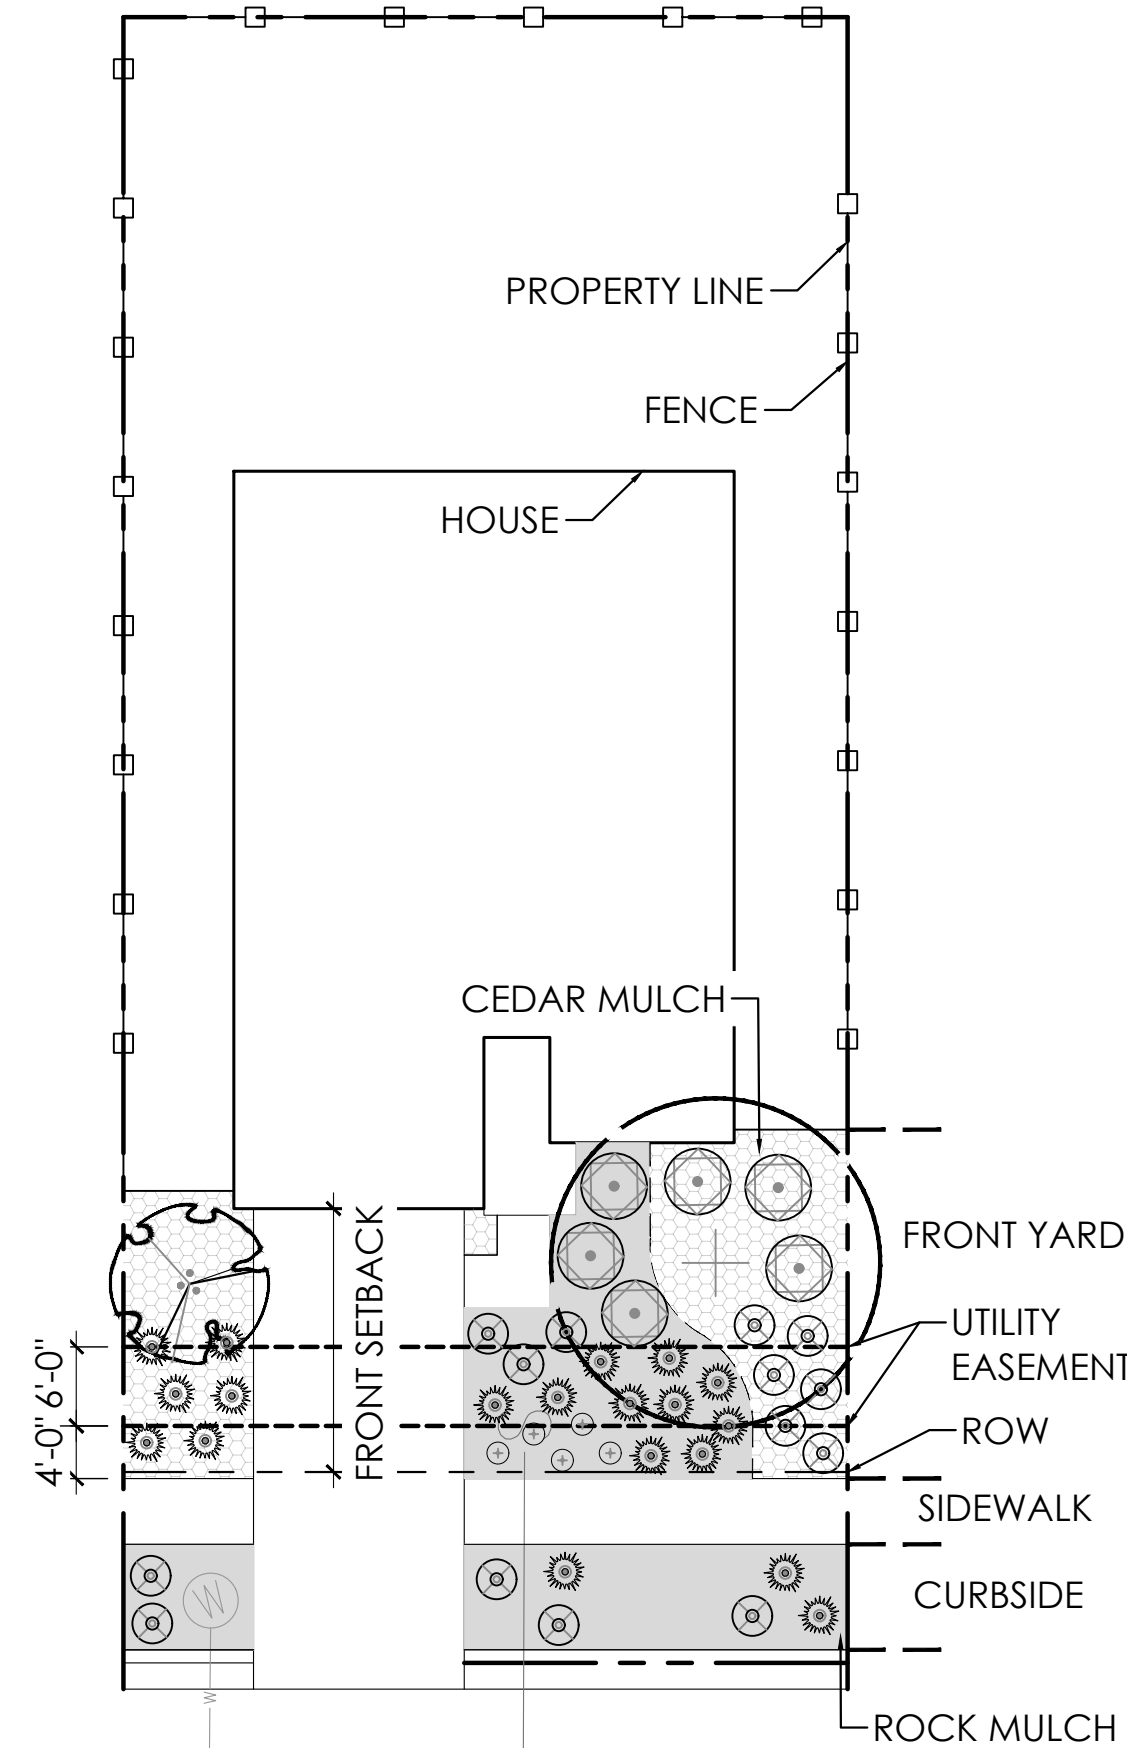 PROPERTY LINE
FENCE
HOUSE
CEDAR MULCH
FRONT YARD
FRONT SETBACK
UTILITY
EASEMENT
6'-0"
4'-0"
ROW
SIDEWALK
CURBSIDE
W
W
ROCK MULCH